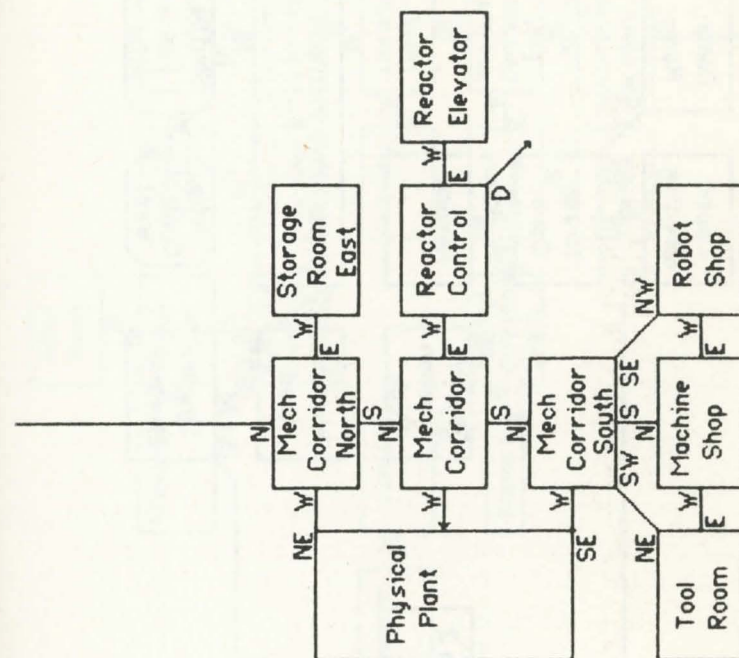 Reactor
Elevator
W
E
D
Storage
Room
East
Reactor
Control
W
E
W
E
NW
Robot
Shop
N
Mech
Corridor
North
S
N
Mech
Corridor
S
N
Mech
Corridor
South
SE
S
SW
N
Machine
Shop
W
E
W
W
W
W
E
NE
Physical
Plant
SE
NE
Tool
Room